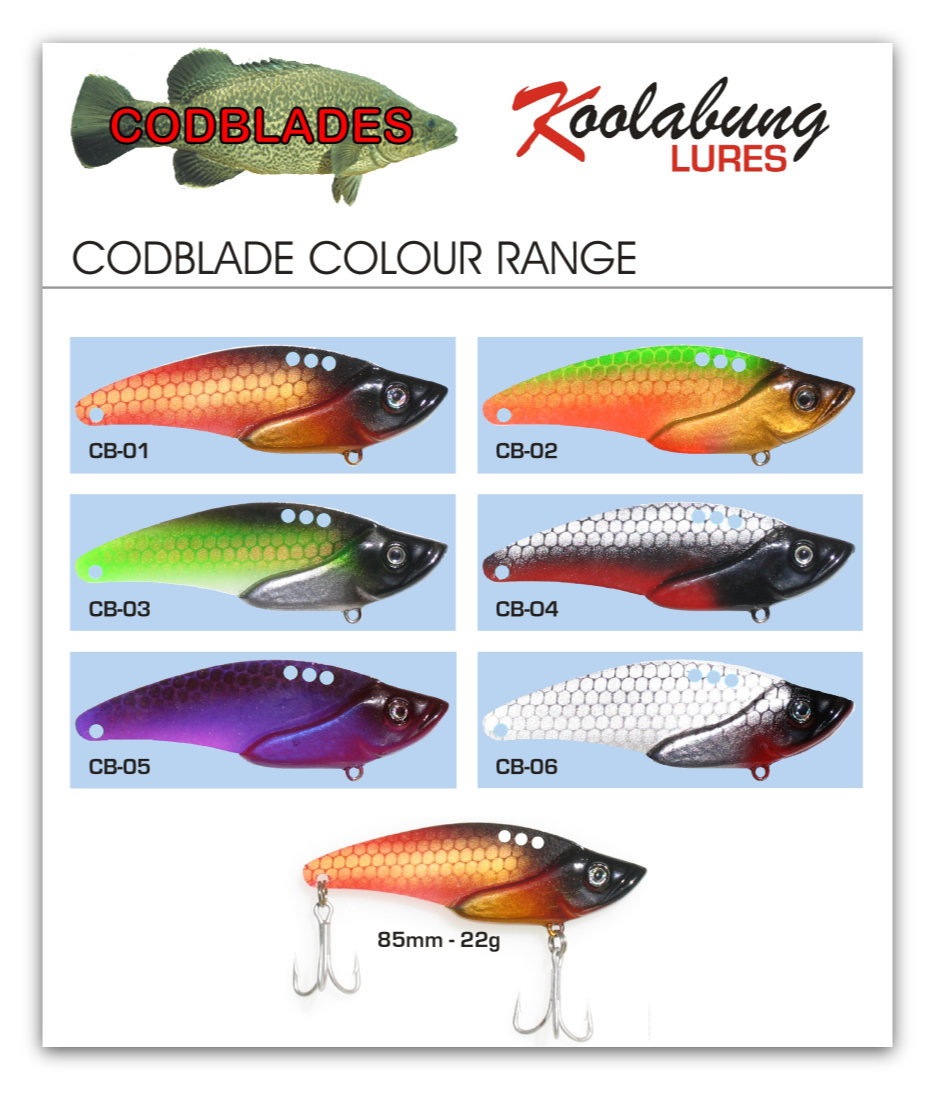 CODBLADES
Koolabung
LURES
CODBLADE COLOUR RANGE
CB-01
CB-02
CB-03
CB-04
CB-05
CB-06
85mm - 22g